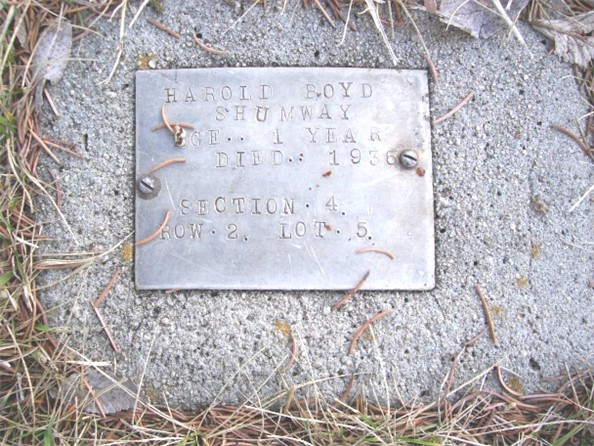 HAROLD BOYD
SHUMWAY
AGE.. 1 YEAR
DIED.: 1936
SECTION. 4.
ROW. 2. LOT. 5.